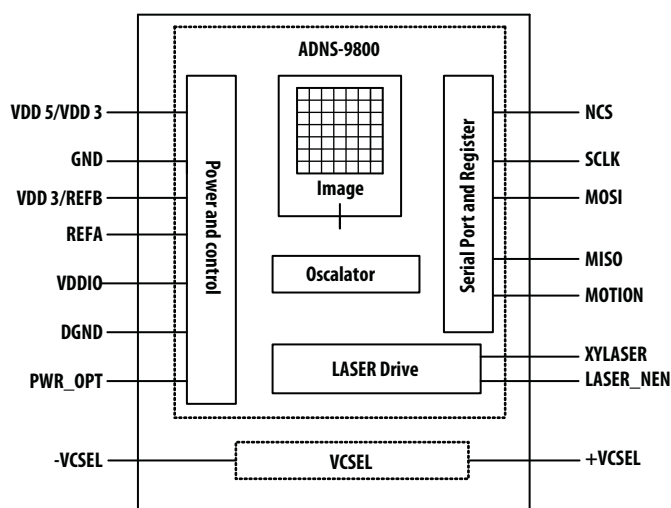 ADNS-9800
VDD 5/VDD 3
GND
VDD 3/REFB
REFA
VDDIO
DGND
PWR_OPT
Power and control
Image
Oscalator
LASER Drive
Serial Port and Register
NCS
SCLK
MOSI
MISO
MOTION
XYLASER
LASER_NEN
-VCSEL
VCSEL
+VCSEL